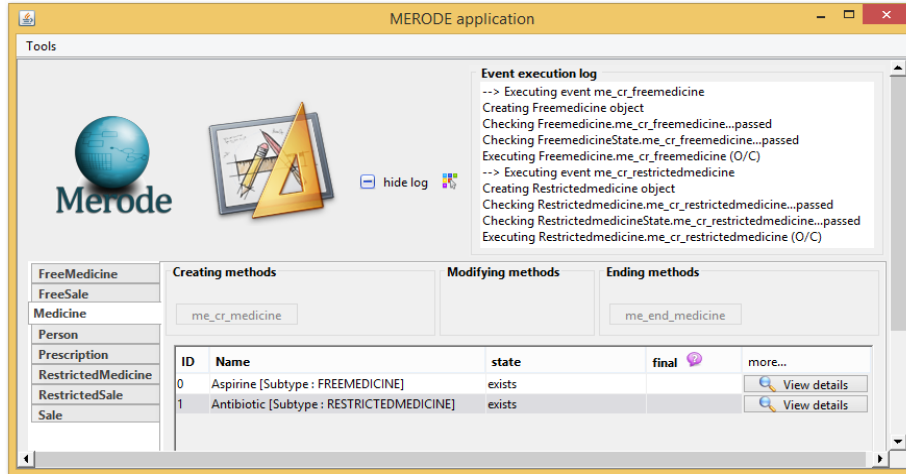 MERODE application
Tools
Event execution log
--> Executing event me_cr_freemedicine
Creating Freemedicine object
Checking Freemedicine.me_cr_freemedicine...passed
Checking FreemedicineState.me_cr_freemedicine...passed
Executing Freemedicine.me_cr_freemedicine (O/C)
--> Executing event me_cr_restrictedmedicine
Creating Restrictedmedicine object
Checking Restrictedmedicine.me_cr_restrictedmedicine...passed
Checking RestrictedmedicineState.me_cr_restrictedmedicine...passed
Executing Restrictedmedicine.me_cr_restrictedmedicine (O/C)
Merode
hide log
FreeMedicine
FreeSale
Medicine
Person
Prescription
RestrictedMedicine
RestrictedSale
Sale
Creating methods Modifying methods Ending methods
me_cr_medicine me_end_medicine
ID Name state final more...
0 Aspirine [Subtype : FREEMEDICINE] exists View details
1 Antibiotic [Subtype : RESTRICTEDMEDICINE] exists View details